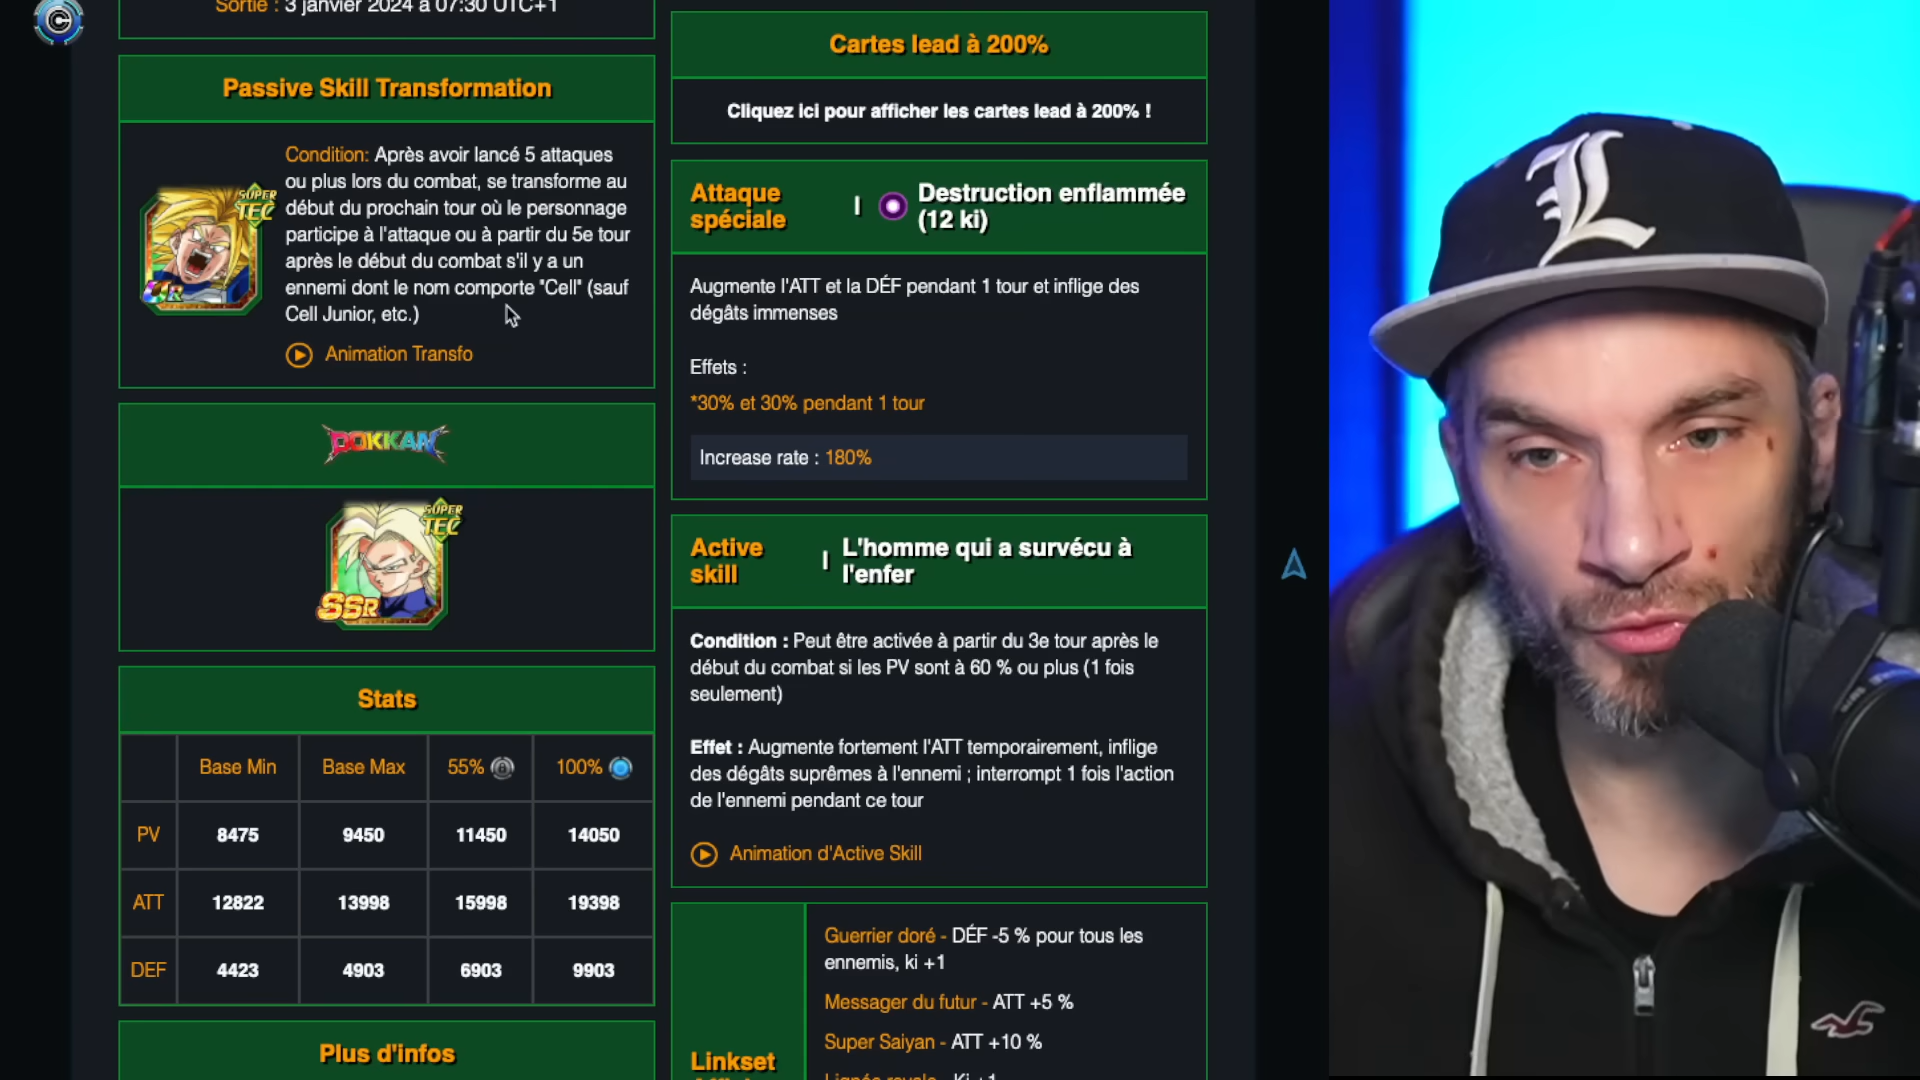 Sortie : 3 janvier 2024 à 07:30 UTC+1
Passive Skill Transformation
SUPER
TEC
UR
Condition: Après avoir lancé 5 attaques
ou plus lors du combat, se transforme au
début du prochain tour où le personnage
participe à l'attaque ou à partir du 5e tour
après le début du combat s'il y a un
ennemi dont le nom comporte "Cell" (sauf
Cell Junior, etc.)
Animation Transfo
DOKKAN
SUPER
TEC
SSR
Stats
Base Min Base Max 55% 100%
PV 8475 9450 11450 14050
ATT 12822 13998 15998 19398
DEF 4423 4903 6903 9903
Plus d'infos
Cartes lead à 200%
Cliquez ici pour afficher les cartes lead à 200% !
Attaque
spéciale
Destruction enflammée
(12 ki)
Augmente l'ATT et la DÉF pendant 1 tour et inflige des
dégâts immenses
Effets :
*30% et 30% pendant 1 tour
Increase rate : 180%
Active
skill
L'homme qui a survécu à
l'enfer
Condition : Peut être activée à partir du 3e tour après le
début du combat si les PV sont à 60 % ou plus (1 fois
seulement)
Effet : Augmente fortement l'ATT temporairement, inflige
des dégâts suprêmes à l'ennemi ; interrompt 1 fois l'action
de l'ennemi pendant ce tour
Animation d'Active Skill
Linkset
Guerrier doré - DÉF -5 % pour tous les
ennemis, ki +1
Messager du futur - ATT +5 %
Super Saiyan - ATT +10 %
Lignée royale - Ki +1
L